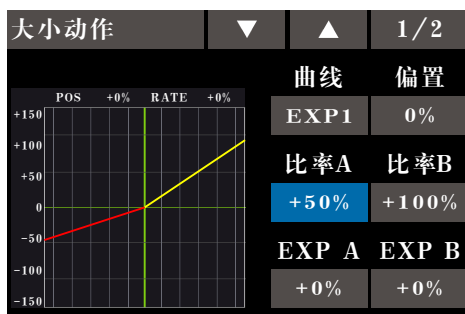 大小动作 ▼ ▲ 1/2
曲线 偏置
POS +0% RATE +0%
EXP1 0%
+150
+100
+50
0
-50
-100
-150
比率A 比率B
+50% +100%
EXP A EXP B
+0% +0%